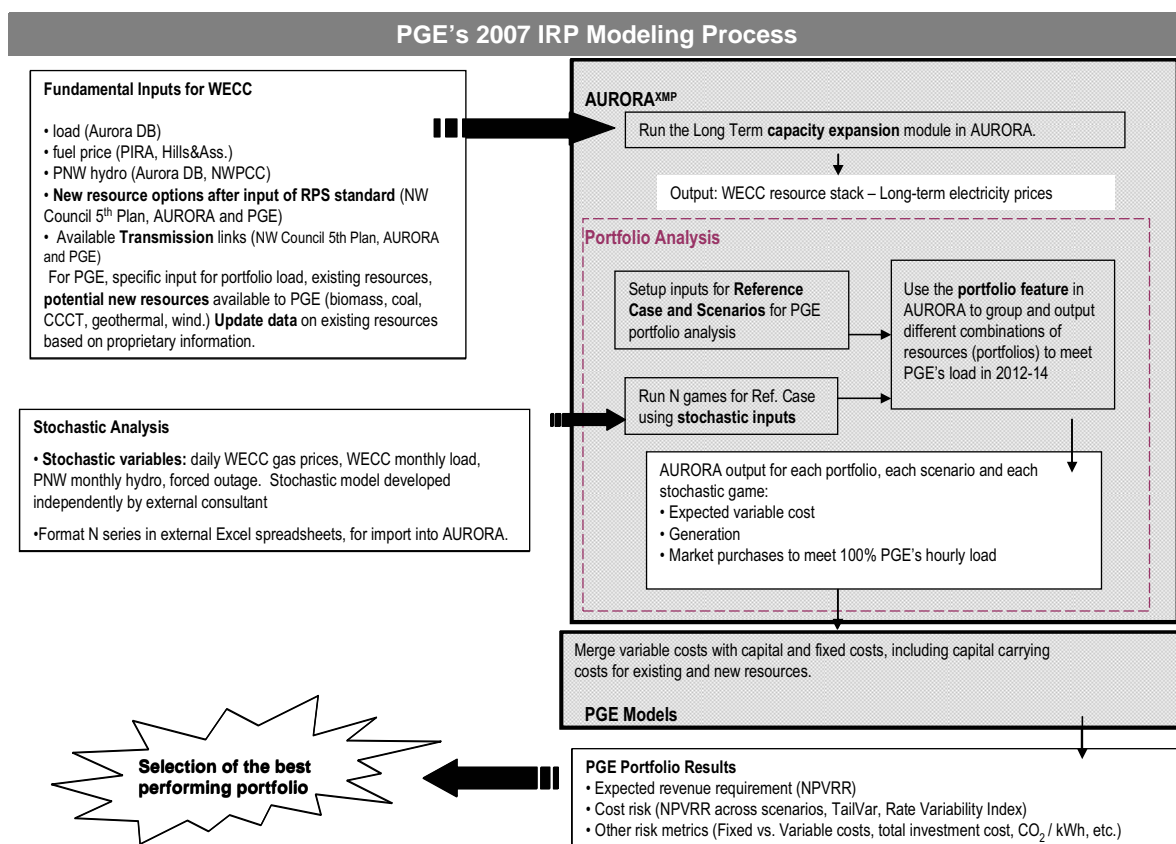 PGE's 2007 IRP Modeling Process
Fundamental Inputs for WECC
• load (Aurora DB)
• fuel price (PIRA, Hills&Ass.)
• PNW hydro (Aurora DB, NWPCC)
• New resource options after input of RPS standard (NW
Council 5th Plan, AURORA and PGE)
• Available Transmission links (NW Council 5th Plan, AURORA
and PGE)
For PGE, specific input for portfolio load, existing resources,
potential new resources available to PGE (biomass, coal,
CCCT, geothermal, wind.) Update data on existing resources
based on proprietary information.
Stochastic Analysis
• Stochastic variables: daily WECC gas prices, WECC monthly load,
PNW monthly hydro, forced outage. Stochastic model developed
independently by external consultant
•Format N series in external Excel spreadsheets, for import into AURORA.
AURORAXMP
Run the Long Term capacity expansion module in AURORA.
Output: WECC resource stack – Long-term electricity prices
Portfolio Analysis
Setup inputs for Reference
Case and Scenarios for PGE
portfolio analysis
Run N games for Ref. Case
using stochastic inputs
Use the portfolio feature in
AURORA to group and output
different combinations of
resources (portfolios) to meet
PGE's load in 2012-14
AURORA output for each portfolio, each scenario and each
stochastic game:
• Expected variable cost
• Generation
• Market purchases to meet 100% PGE's hourly load
Merge variable costs with capital and fixed costs, including capital carrying
costs for existing and new resources.
PGE Models
PGE Portfolio Results
• Expected revenue requirement (NPVRR)
• Cost risk (NPVRR across scenarios, TailVar, Rate Variability Index)
• Other risk metrics (Fixed vs. Variable costs, total investment cost, CO2 / kWh, etc.)
Selection of the best
performing portfolio